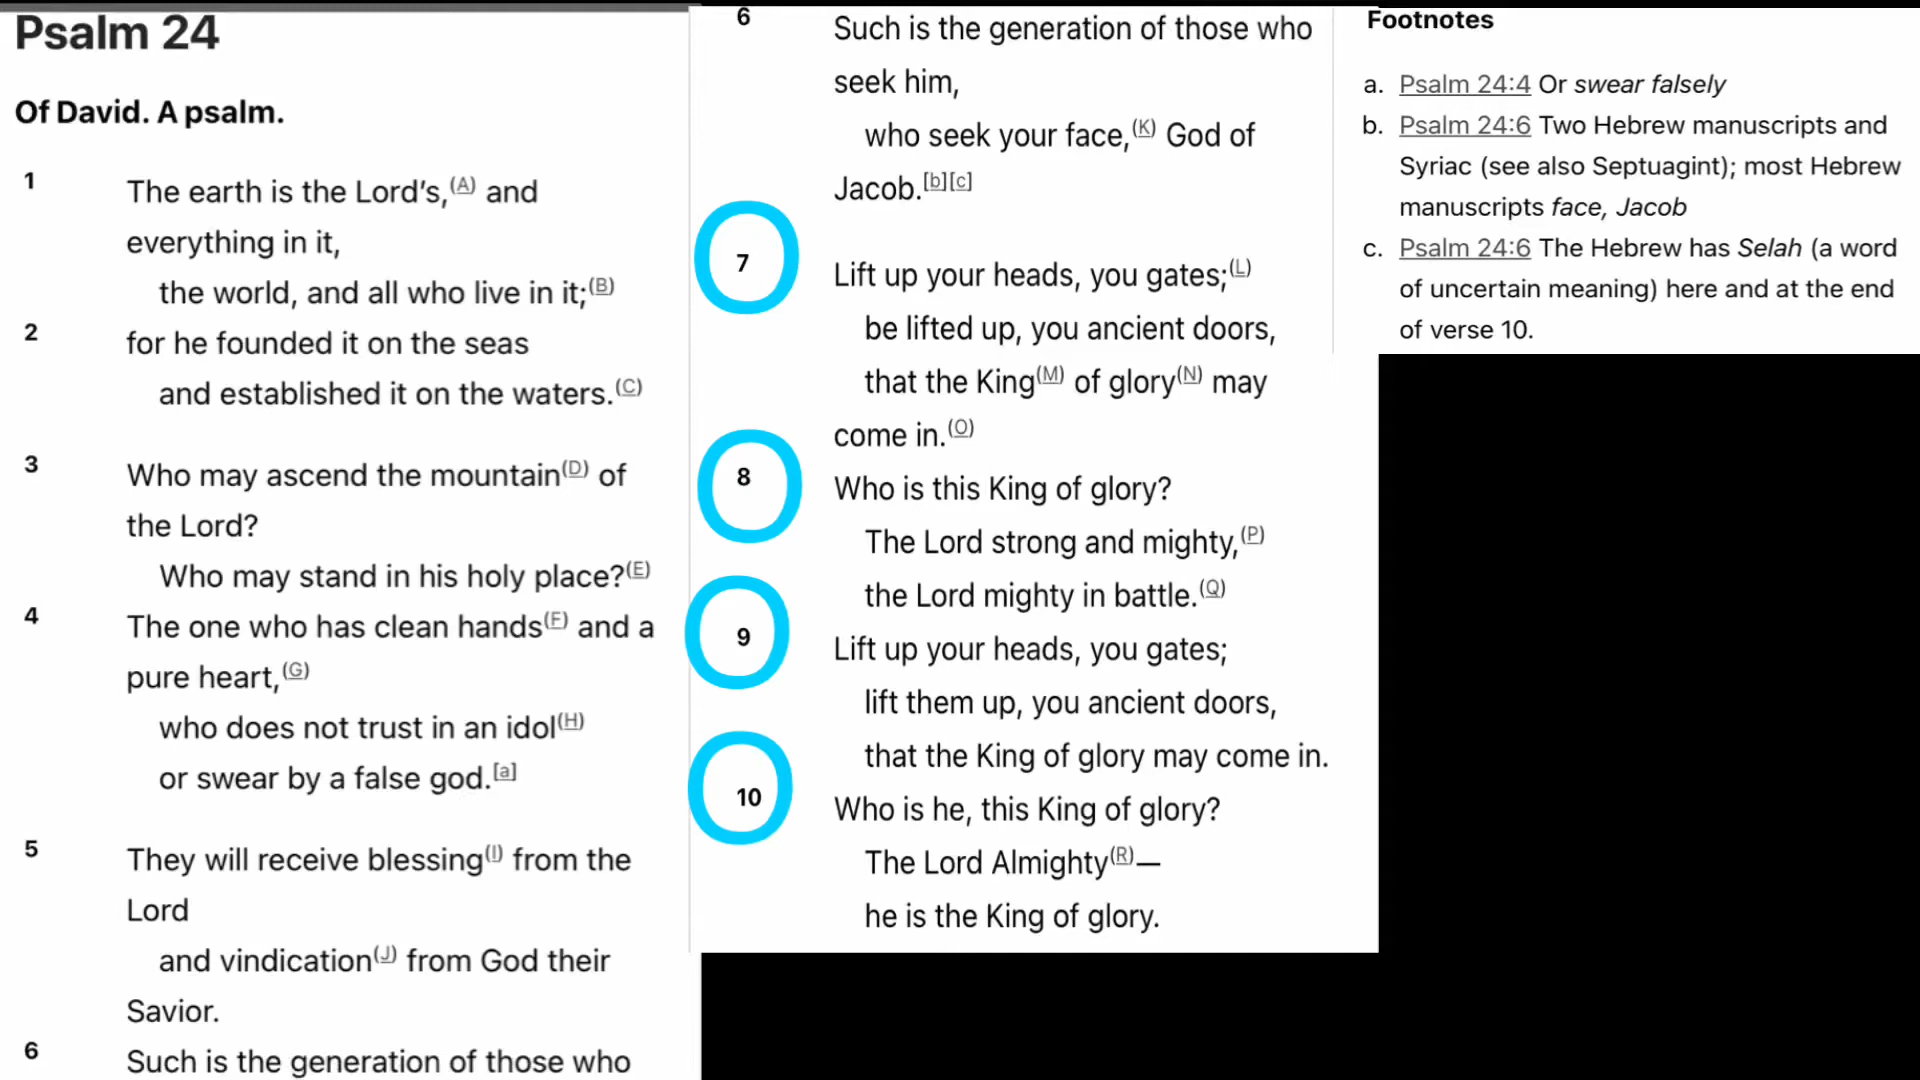 Psalm 24
Of David. A psalm.
1 The earth is the Lord’s,(A) and
everything in it,
the world, and all who live in it;(B)
2 for he founded it on the seas
and established it on the waters.(C)
3 Who may ascend the mountain(D) of
the Lord?
Who may stand in his holy place?(E)
4 The one who has clean hands(F) and a
pure heart,(G)
who does not trust in an idol(H)
or swear by a false god.[a]
5 They will receive blessing(I) from the
Lord
and vindication(J) from God their
Savior.
6 Such is the generation of those who
6 Such is the generation of those who
seek him,
who seek your face,(K) God of
Jacob.[b][c]
7 Lift up your heads, you gates;(L)
be lifted up, you ancient doors,
that the King(M) of glory(N) may
come in.(O)
8 Who is this King of glory?
The Lord strong and mighty,(P)
the Lord mighty in battle.(Q)
9 Lift up your heads, you gates;
lift them up, you ancient doors,
that the King of glory may come in.
10 Who is he, this King of glory?
The Lord Almighty(R)—
he is the King of glory.
Footnotes
a. Psalm 24:4 Or swear falsely
b. Psalm 24:6 Two Hebrew manuscripts and
Syriac (see also Septuagint); most Hebrew
manuscripts face, Jacob
c. Psalm 24:6 The Hebrew has Selah (a word
of uncertain meaning) here and at the end
of verse 10.